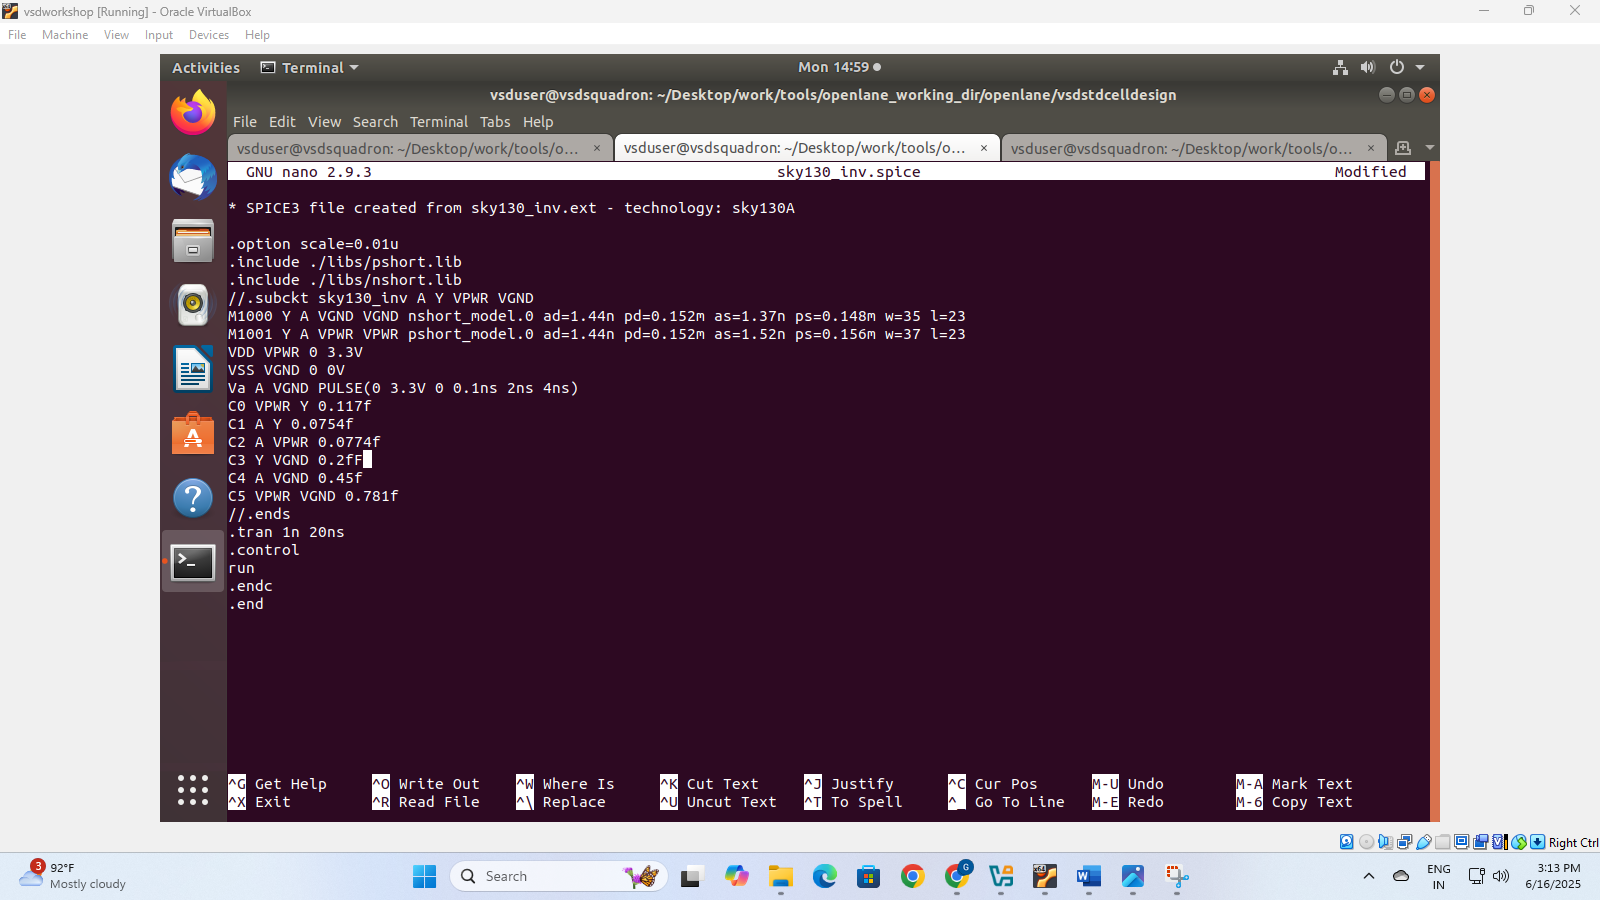 vsdworkshop [Running] - Oracle VirtualBox
File Machine View Input Devices Help
Activities Terminal Mon 14:59
vsduser@vsdsquadron: ~/Desktop/work/tools/openlane_working_dir/openlane/vsdstdcelldesign
File Edit View Search Terminal Tabs Help
vsduser@vsdsquadron: ~/Desktop/work/tools/o... × vsduser@vsdsquadron: ~/Desktop/work/tools/o... × vsduser@vsdsquadron: ~/Desktop/work/tools/o... ×
GNU nano 2.9.3 sky130_inv.spice Modified
* SPICE3 file created from sky130_inv.ext - technology: sky130A
.option scale=0.01u
.include ./libs/pshort.lib
.include ./libs/nshort.lib
//.subckt sky130_inv A Y VPWR VGND
M1000 Y A VGND VGND nshort_model.0 ad=1.44n pd=0.152m as=1.37n ps=0.148m w=35 l=23
M1001 Y A VPWR VPWR pshort_model.0 ad=1.44n pd=0.152m as=1.52n ps=0.156m w=37 l=23
VDD VPWR 0 3.3V
VSS VGND 0 0V
Va A VGND PULSE(0 3.3V 0 0.1ns 2ns 4ns)
C0 VPWR Y 0.117f
C1 A Y 0.0754f
C2 A VPWR 0.0774f
C3 Y VGND 0.2fF
C4 A VGND 0.45f
C5 VPWR VGND 0.781f
//.ends
.tran 1n 20ns
.control
run
.endc
.end
^G Get Help ^O Write Out ^W Where Is ^K Cut Text ^J Justify ^C Cur Pos M-U Undo M-A Mark Text
^X Exit ^R Read File ^\ Replace ^U Uncut Text ^T To Spell ^_ Go To Line M-E Redo M-6 Copy Text
Right Ctrl
3 92°F
Mostly cloudy
Search
ENG
IN
3:13 PM
6/16/2025